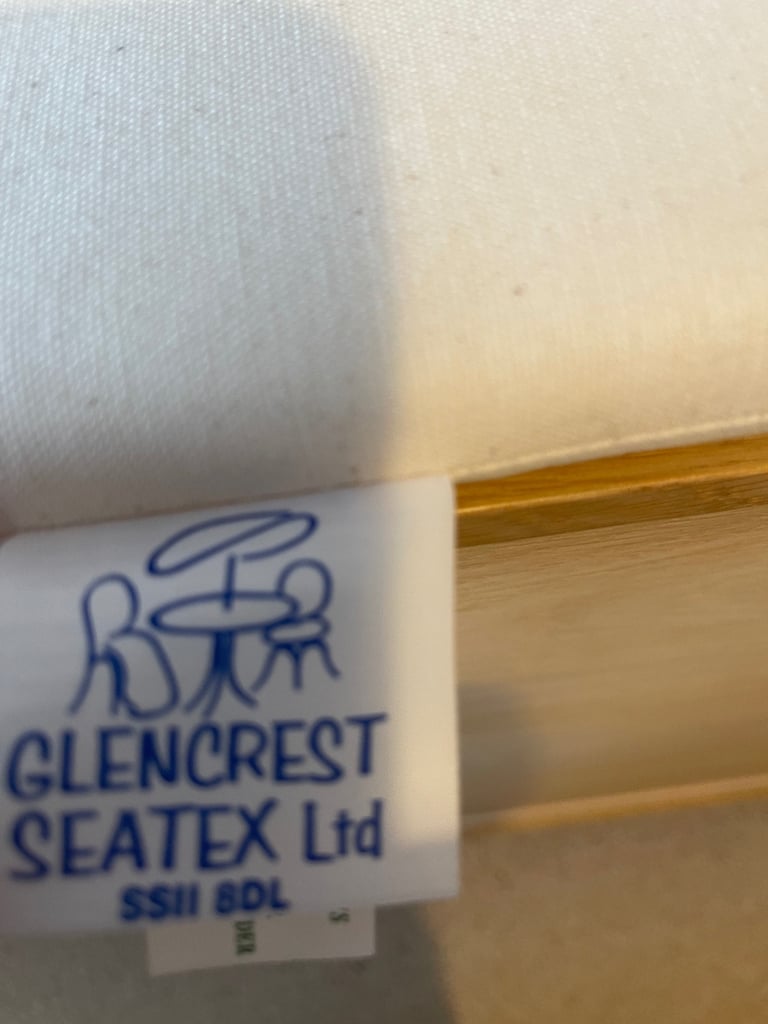 GLENCREST
SEATEX Ltd
SS11 8DL